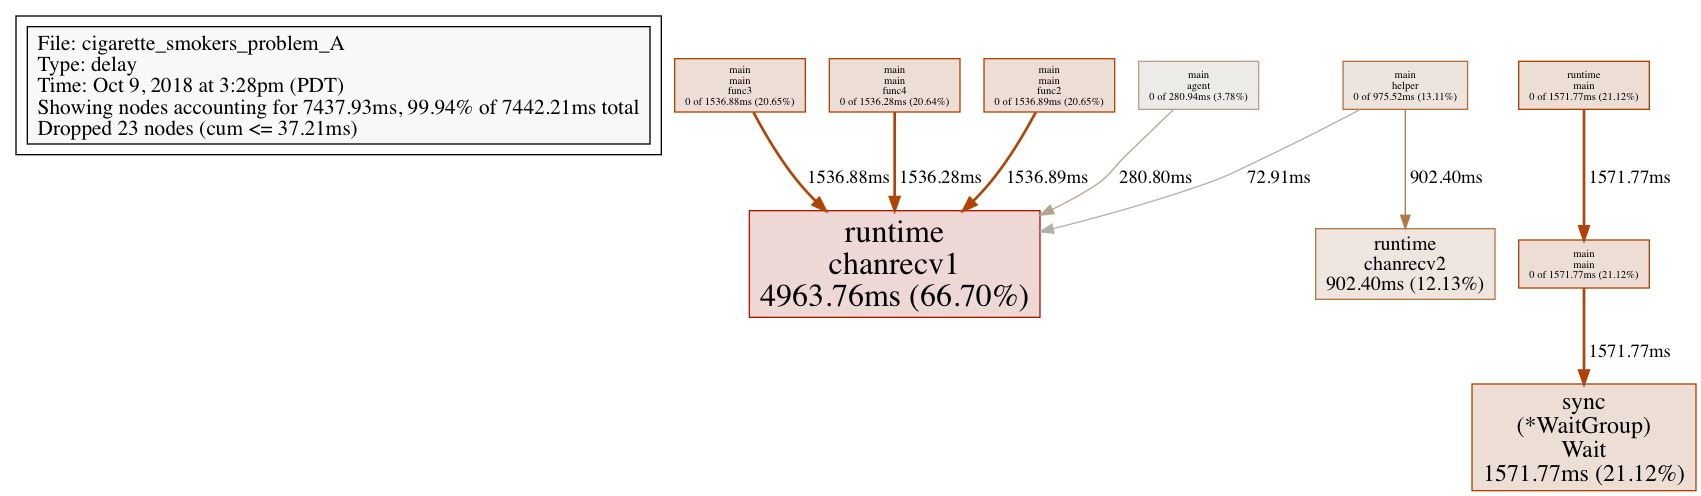 File: cigarette_smokers_problem_A
Type: delay
Time: Oct 9, 2018 at 3:28pm (PDT)
Showing nodes accounting for 7437.93ms, 99.94% of 7442.21ms total
Dropped 23 nodes (cum <= 37.21ms)
main
main
func3
0 of 1536.88ms (20.65%)
main
main
func4
0 of 1536.28ms (20.64%)
main
main
func2
0 of 1536.89ms (20.65%)
main
agent
0 of 280.94ms (3.78%)
main
helper
0 of 975.52ms (13.11%)
runtime
main
0 of 1571.77ms (21.12%)
1536.88ms
1536.28ms
1536.89ms
280.80ms
72.91ms
902.40ms
1571.77ms
runtime
chanrecv1
4963.76ms (66.70%)
runtime
chanrecv2
902.40ms (12.13%)
main
main
0 of 1571.77ms (21.12%)
1571.77ms
sync
(*WaitGroup)
Wait
1571.77ms (21.12%)